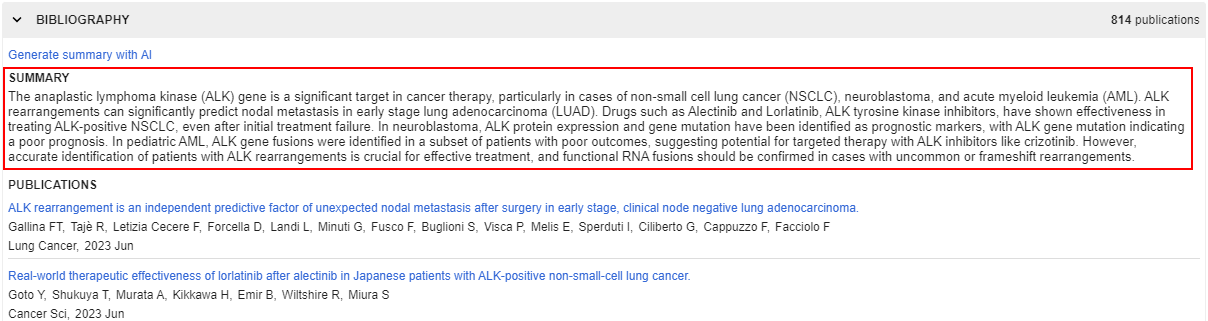 BIBLIOGRAPHY 814 publications
Generate summary with AI
SUMMARY
The anaplastic lymphoma kinase (ALK) gene is a significant target in cancer therapy, particularly in cases of non-small cell lung cancer (NSCLC), neuroblastoma, and acute myeloid leukemia (AML). ALK
rearrangements can significantly predict nodal metastasis in early stage lung adenocarcinoma (LUAD). Drugs such as Alectinib and Lorlatinib, ALK tyrosine kinase inhibitors, have shown effectiveness in
treating ALK-positive NSCLC, even after initial treatment failure. In neuroblastoma, ALK protein expression and gene mutation have been identified as prognostic markers, with ALK gene mutation indicating
a poor prognosis. In pediatric AML, ALK gene fusions were identified in a subset of patients with poor outcomes, suggesting potential for targeted therapy with ALK inhibitors like crizotinib. However,
accurate identification of patients with ALK rearrangements is crucial for effective treatment, and functional RNA fusions should be confirmed in cases with uncommon or frameshift rearrangements.
PUBLICATIONS
ALK rearrangement is an independent predictive factor of unexpected nodal metastasis after surgery in early stage, clinical node negative lung adenocarcinoma.
Gallina FT, Tajè R, Letizia Cecere F, Forcella D, Landi L, Minuti G, Fusco F, Buglioni S, Visca P, Melis E, Sperduti I, Ciliberto G, Cappuzzo F, Facciolo F
Lung Cancer, 2023 Jun
Real-world therapeutic effectiveness of lorlatinib after alectinib in Japanese patients with ALK-positive non-small-cell lung cancer.
Goto Y, Shukuya T, Murata A, Kikkawa H, Emir B, Wiltshire R, Miura S
Cancer Sci, 2023 Jun